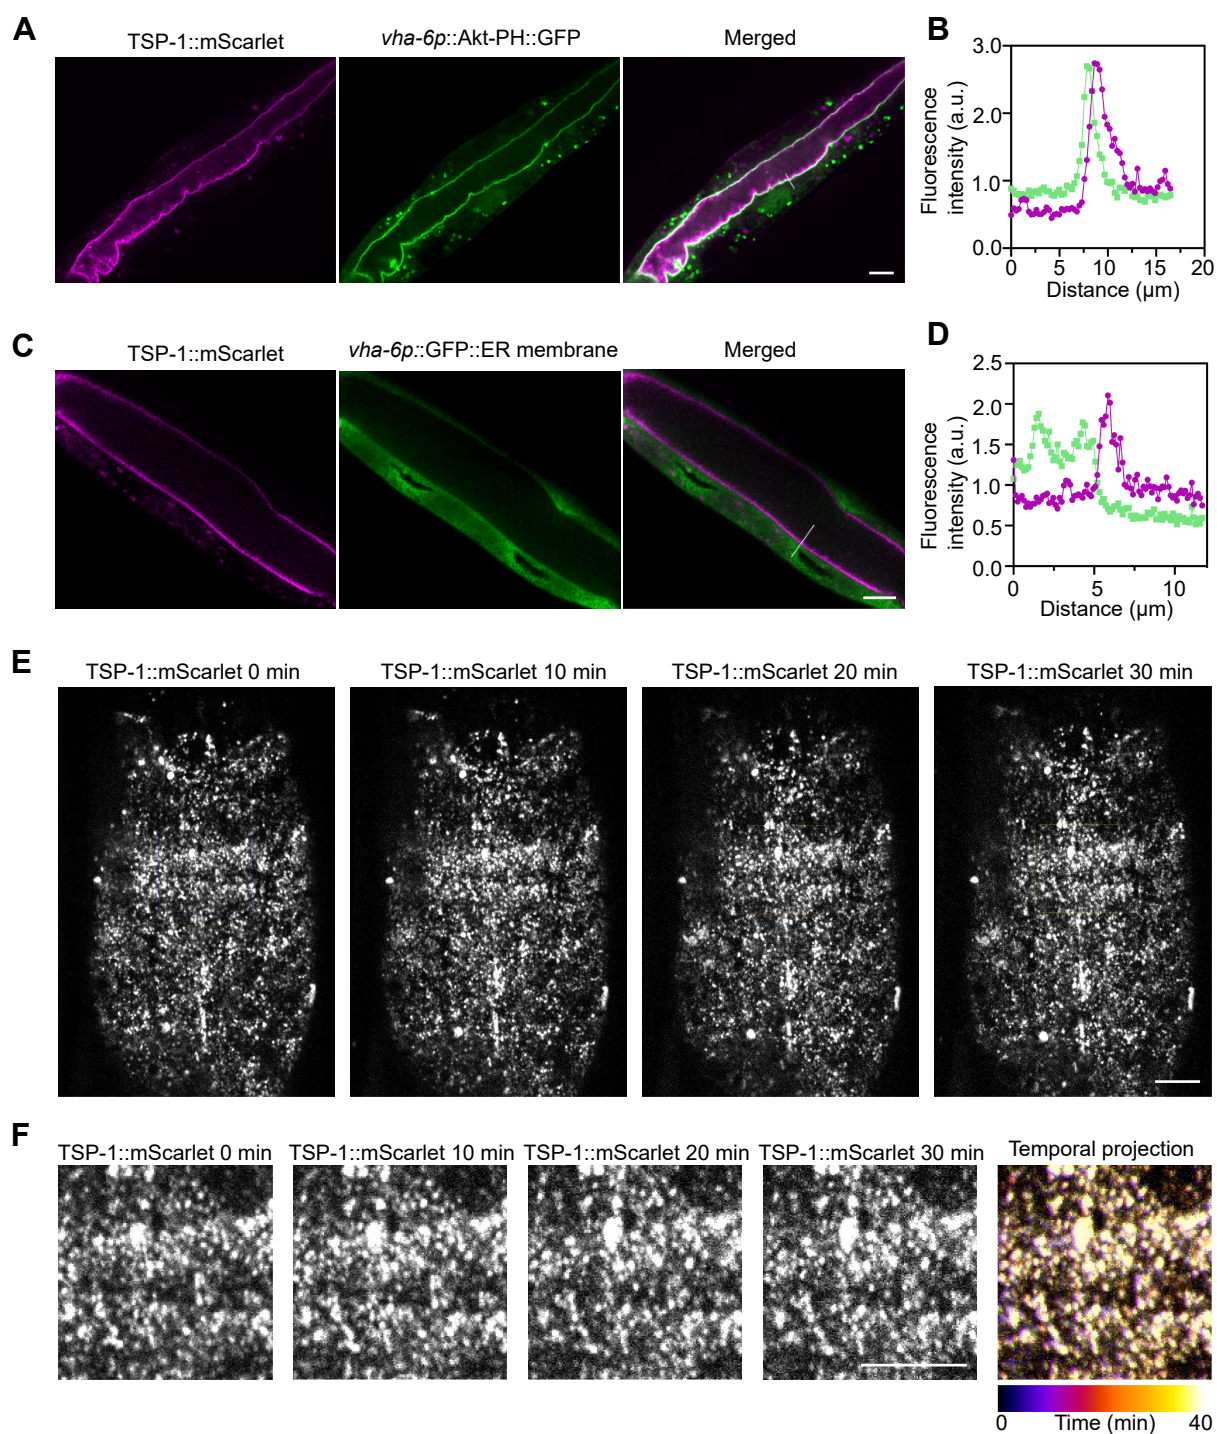 A
TSP-1::mScarlet
vha-6p::Akt-PH::GFP
Merged
B
Fluorescence
intensity (a.u.)
3.0
2.0
1.0
0.0
0 5 10 15 20
Distance (µm)
C
TSP-1::mScarlet
vha-6p::GFP::ER membrane
Merged
D
Fluorescence
intensity (a.u.)
2.5
2.0
1.5
1.0
0.5
0.0
0 5 10
Distance (µm)
E
TSP-1::mScarlet 0 min
TSP-1::mScarlet 10 min
TSP-1::mScarlet 20 min
TSP-1::mScarlet 30 min
F
TSP-1::mScarlet 0 min
TSP-1::mScarlet 10 min
TSP-1::mScarlet 20 min
TSP-1::mScarlet 30 min
Temporal projection
0 Time (min) 40